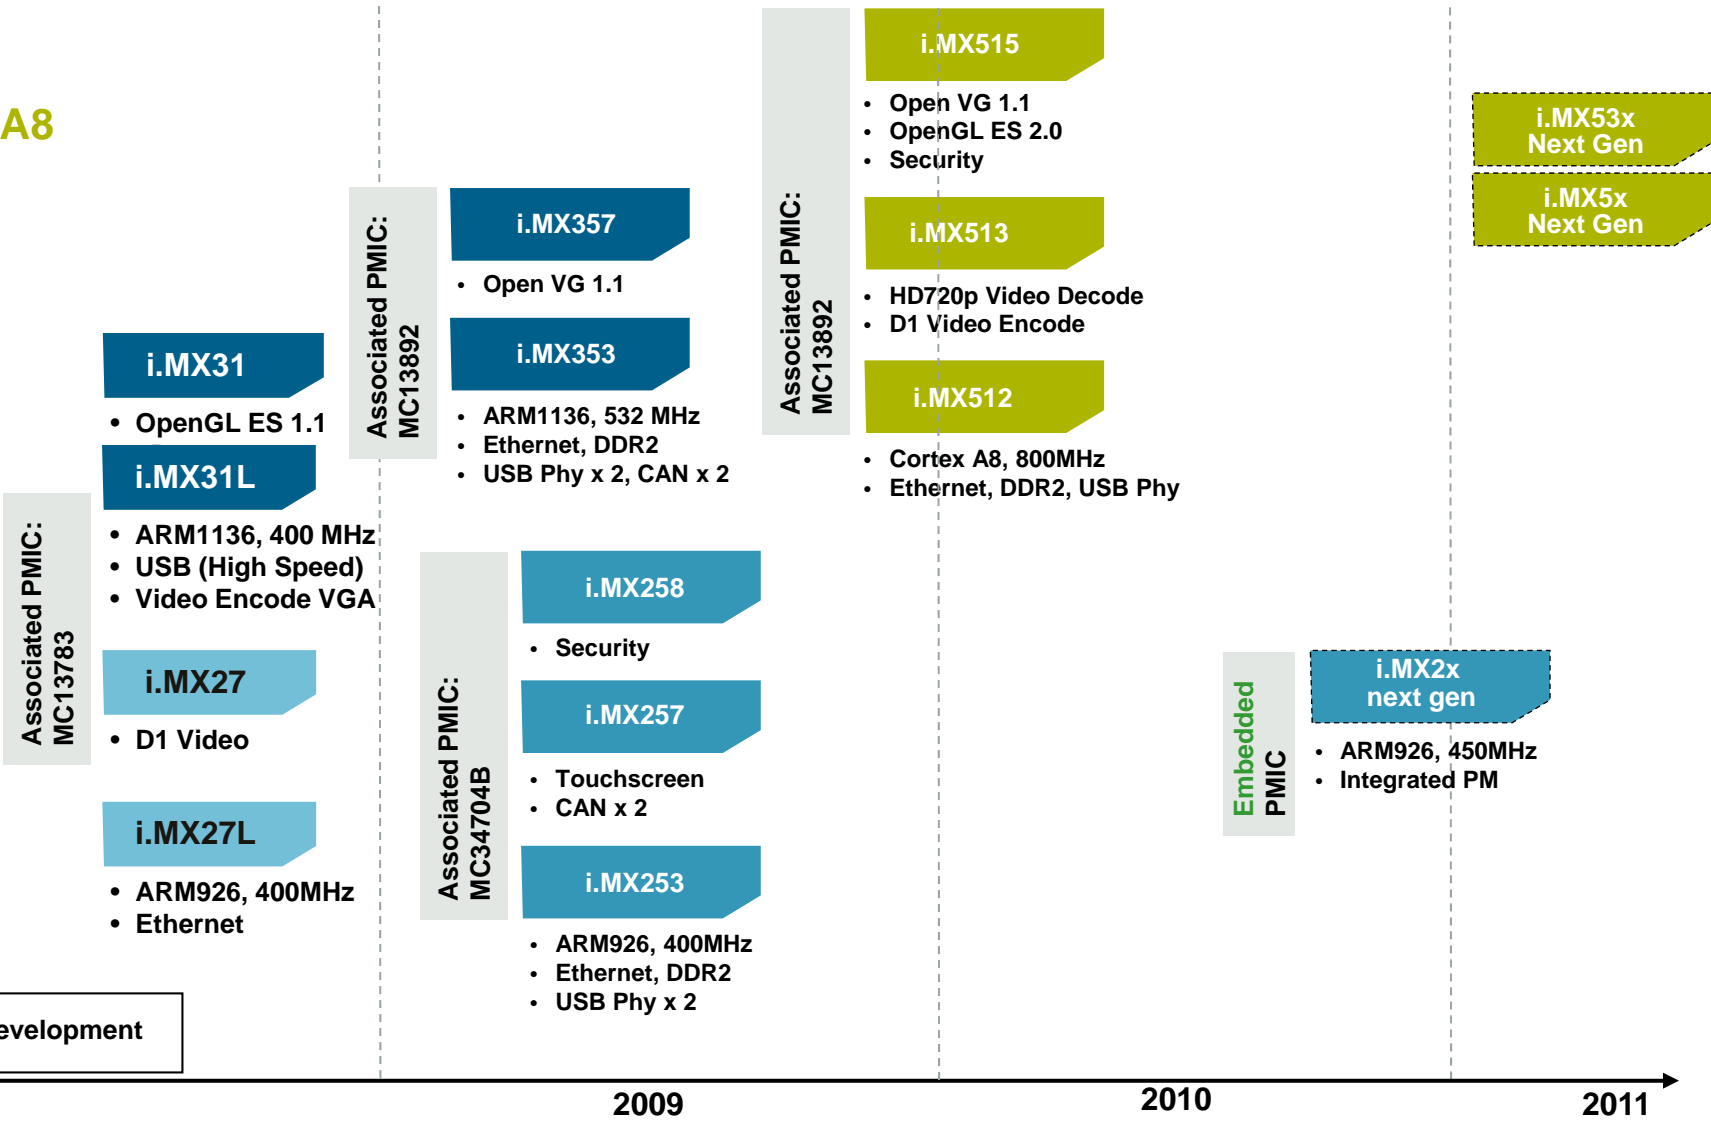 A8
Associated PMIC:
MC13783
i.MX31
• OpenGL ES 1.1
i.MX31L
• ARM1136, 400 MHz
• USB (High Speed)
• Video Encode VGA
i.MX27
• D1 Video
i.MX27L
• ARM926, 400MHz
• Ethernet
Associated PMIC:
MC13892
i.MX357
• Open VG 1.1
i.MX353
• ARM1136, 532 MHz
• Ethernet, DDR2
• USB Phy x 2, CAN x 2
Associated PMIC:
MC34704B
i.MX258
• Security
i.MX257
• Touchscreen
• CAN x 2
i.MX253
• ARM926, 400MHz
• Ethernet, DDR2
• USB Phy x 2
Associated PMIC:
MC13892
i.MX515
• Open VG 1.1
• OpenGL ES 2.0
• Security
i.MX513
• HD720p Video Decode
• D1 Video Encode
i.MX512
• Cortex A8, 800MHz
• Ethernet, DDR2, USB Phy
Embedded
PMIC
i.MX2x
next gen
• ARM926, 450MHz
• Integrated PM
i.MX53x
Next Gen
i.MX5x
Next Gen
evelopment
2009
2010
2011